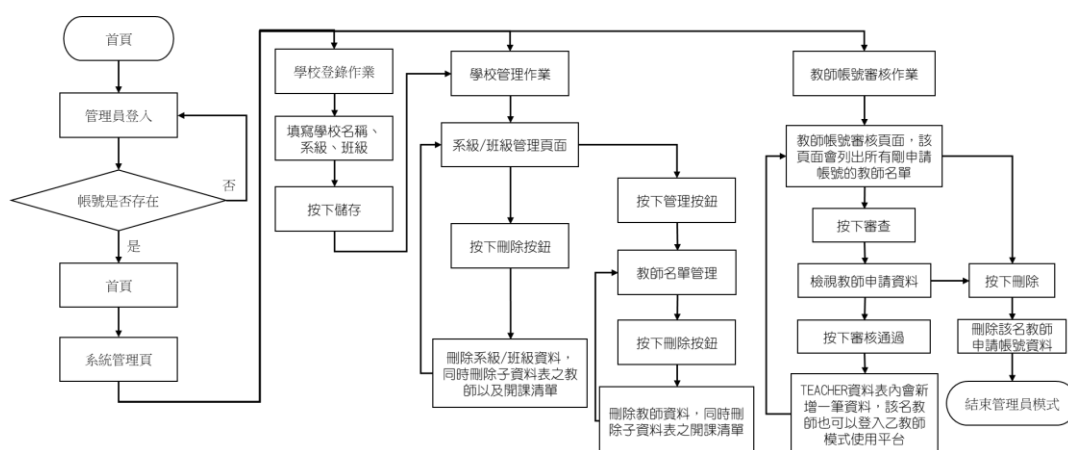 首頁
管理員登入
帳號是否存在
否
是
首頁
系統管理頁
學校登錄作業
填寫學校名稱、
系級、班級
按下儲存
學校管理作業
系級/班級管理頁面
按下刪除按鈕
刪除系級/班級資料，
同時刪除子資料表之教
師以及開課清單
按下管理按鈕
教師名單管理
按下刪除按鈕
刪除教師資料，同時刪
除子資料表之開課清單
教師帳號審核作業
教師帳號審核頁面，該
頁面會列出所有剛申請
帳號的教師名單
按下審查
檢視教師申請資料
按下審核通過
TEACHER資料表內會新
增一筆資料，該名教
師也可以登入乙教師
模式使用平台
按下刪除
刪除該名教師
申請帳號資料
結束管理員模式